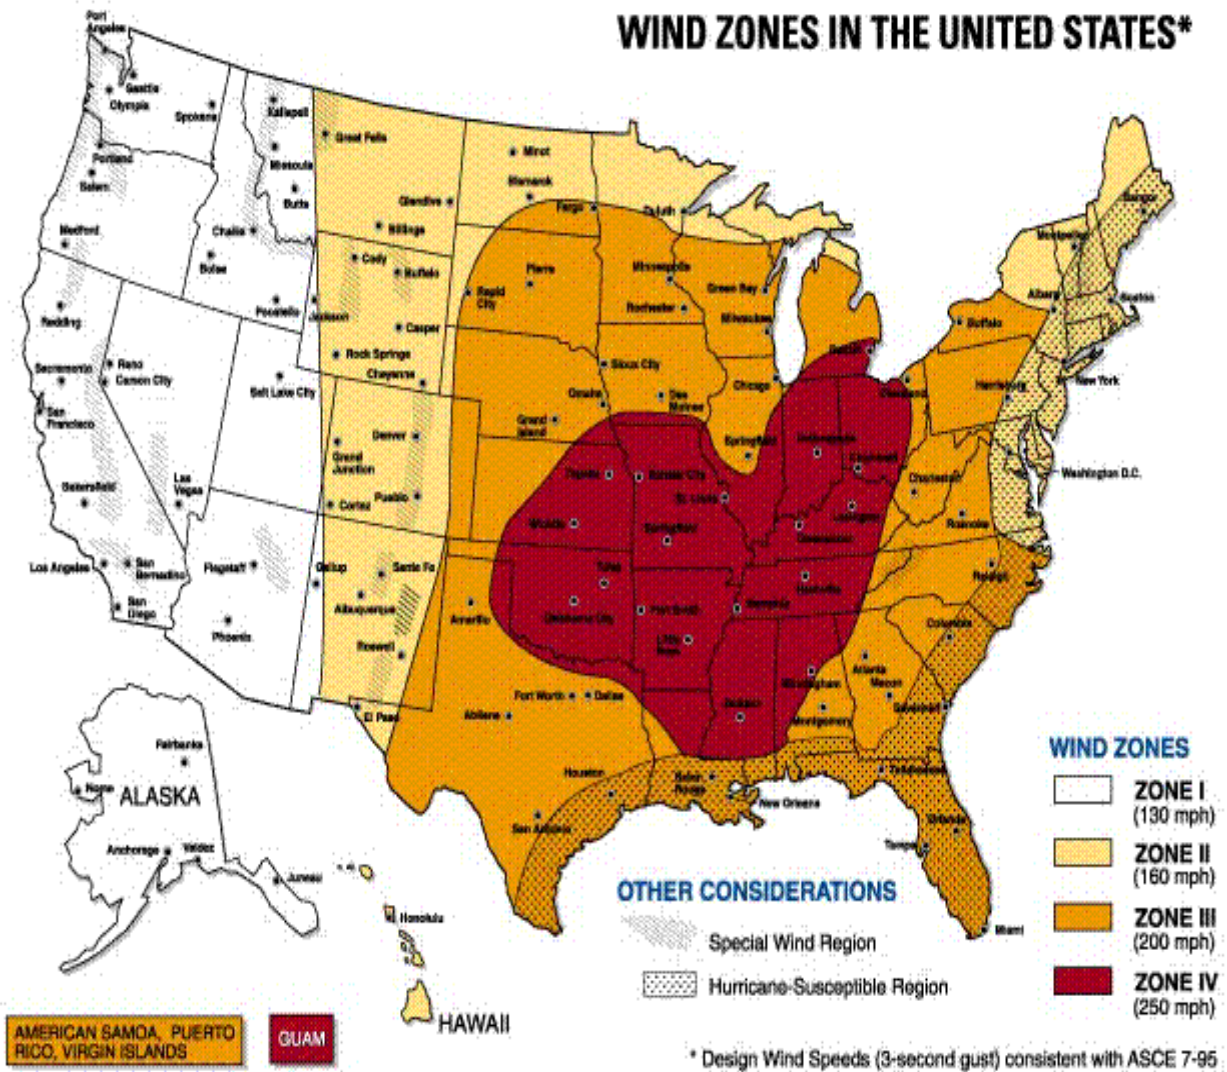 WIND ZONES IN THE UNITED STATES*
Port
Angeles
Seattle
Olympia
Spokane
Kalispell
Great Falls
Minot
Missoula
Bismarck
Portland
Salem
Butte
Glendive
Fargo
Duluth
Bangor
Medford
Challis
Billings
Montpelier
Boise
Cody
Buffalo
Pierre
Minneapolis
Rapid
City
Green Bay
Albany
Boston
Pocatello
Jackson
Rochester
Redding
Casper
Milwaukee
Buffalo
Rock Springs
Detroit
Sacramento
Reno
Carson City
Cheyenne
Sioux City
Salt Lake City
Omaha
Des
Moines
Chicago
Cleveland
Harrisburg
New York
San
Francisco
Grand
Island
Denver
Springfield
Indianapolis
Grand
Junction
Cincinnati
Washington D.C.
Bakersfield
Las
Vegas
Topeka
Kansas City
Charleston
Cortez
Pueblo
St. Louis
Wichita
Springfield
Lexington
Roanoke
Los Angeles
San
Bernadino
Flagstaff
Gallup
Santa Fe
Tulsa
Nashville
Raleigh
San
Diego
Albuquerque
Amarillo
Oklahoma City
Fort Smith
Memphis
Phoenix
Little
Rock
Columbia
Roswell
Atlanta
Birmingham
Macon
Fort Worth
Dallas
Jackson
Savannah
El Paso
Abilene
Montgomery
Fairbanks
Houston
Baton
Rouge
Tallahassee
Nome
ALASKA
New Orleans
San Antonio
Orlando
Anchorage
Valdez
Tampa
Juneau
Honolulu
Miami
HAWAII
WIND ZONES
ZONE I
(130 mph)
ZONE II
(160 mph)
ZONE III
(200 mph)
ZONE IV
(250 mph)
OTHER CONSIDERATIONS
Special Wind Region
Hurricane-Susceptible Region
AMERICAN SAMOA, PUERTO
RICO, VIRGIN ISLANDS
GUAM
* Design Wind Speeds (3-second gust) consistent with ASCE 7-95